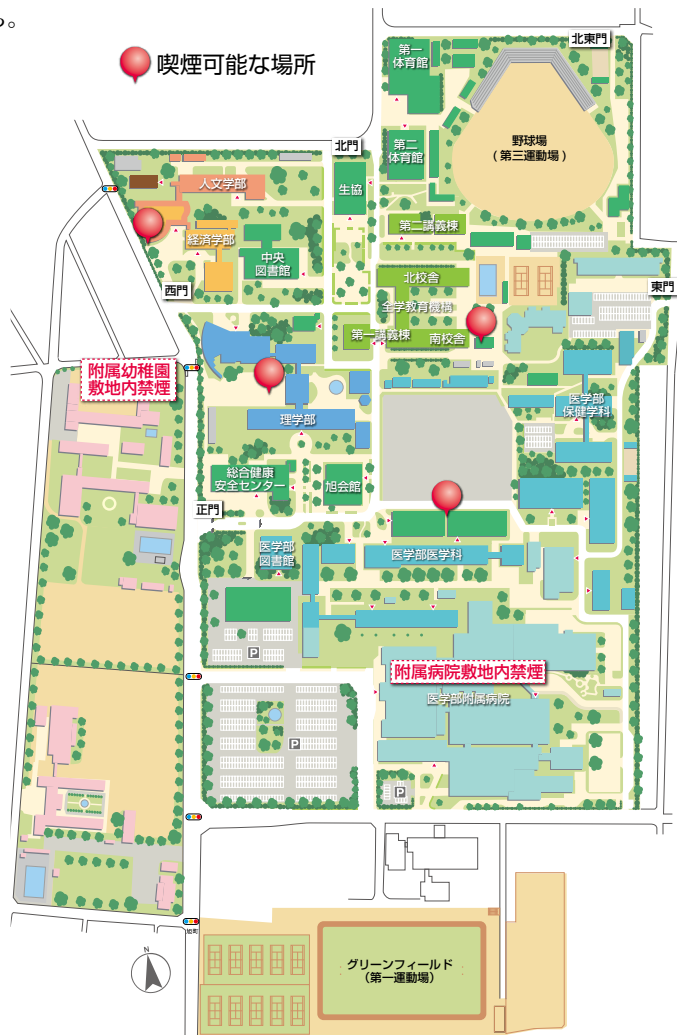 る。
喫煙可能な場所
北東門
第一
体育館
野球場
(第三運動場)
北門
第二
体育館
人文学部
生協
経済学部
中央
図書館
第二講義棟
西門
北校舎
東門
全学教育機構
第一講義棟
南校舎
附属幼稚園
敷地内禁煙
医学部
保健学科
理学部
総合健康
安全センター
旭会館
正門
医学部
図書館
医学部医学科
P
附属病院敷地内禁煙
医学部附属病院
P
P
旭町
N
グリーンフィールド
(第一運動場)